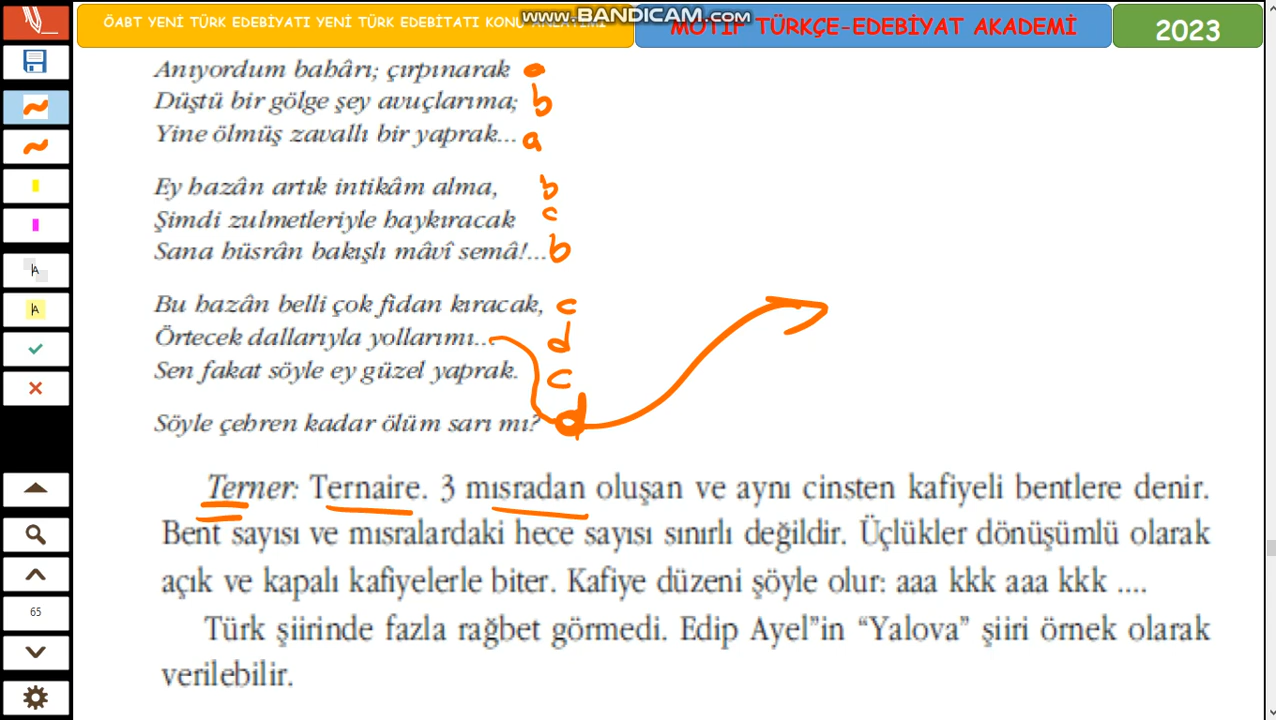 ÖABT YENİ TÜRK EDEBİYATI YENİ TÜRK EDEBİTATI KONU ANLATIMI
www.BANDICAM.com
MOTİF TÜRKÇE-EDEBİYAT AKADEMİ
2023
Anıyordum bahârı; çırpınarak a
Düştü bir gölge şey avuçlarıma; b
Yine ölmüş zavallı bir yaprak... a
Ey hazân artık intikâm alma, b
Şimdi zulmetleriyle haykıracak c
Sana hüsrân bakışlı mâvî semâ!... b
Bu hazân belli çok fidan kıracak, c
Örtecek dallarıyla yollarımı... d
Sen fakat söyle ey güzel yaprak. c
Söyle çehren kadar ölüm sarı mı? d
Terner: Ternaire. 3 mısradan oluşan ve aynı cinsten kafiyeli bentlere denir.
Bent sayısı ve mısralardaki hece sayısı sınırlı değildir. Üçlükler dönüşümlü olarak
açık ve kapalı kafiyelerle biter. Kafiye düzeni şöyle olur: aaa kkk aaa kkk ....
Türk şiirinde fazla rağbet görmedi. Edip Ayel”in “Yalova” şiiri örnek olarak
verilebilir.
A
A
65